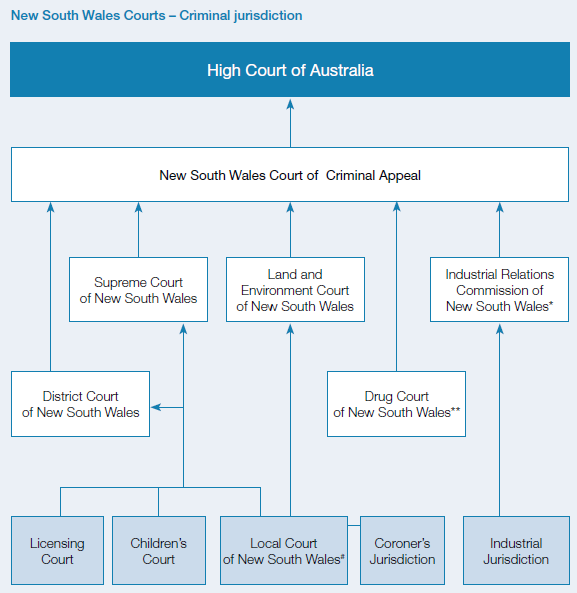 New South Wales Courts – Criminal jurisdiction
High Court of Australia
New South Wales Court of Criminal Appeal
Supreme Court
of New South Wales
Land and
Environment Court
of New South Wales
Industrial Relations
Commission of
New South Wales*
District Court
of New South Wales
Drug Court
of New South Wales**
Licensing
Court
Children's
Court
Local Court
of New South Wales#
Coroner's
Jurisdiction
Industrial
Jurisdiction